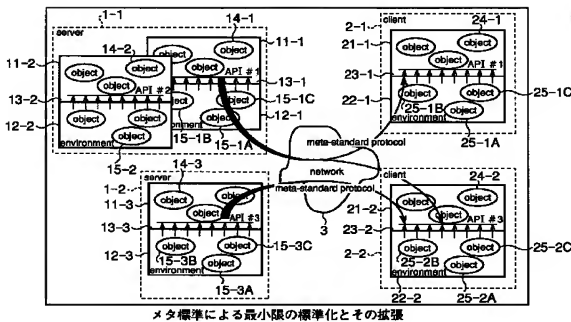 1-1
server
14-1
11-1
object
object
object
object
API #1
13-1
object
15-1C
environment
12-1
15-1B
15-1A
14-2
11-2
object
object
object
API #2
13-2
object
object
12-2
object
environment
15-2
2-1
client
24-1
21-1
object
object
object
API #1
23-1
object
object
25-1C
22-1
25-1B
object
environment
25-1A
meta-standard protocol
network
meta-standard protocol
3
14-3
server
1-2
11-3
object
object
object
API #3
13-3
object
object
15-3C
12-3
15-3B
object
environment
15-3A
client
24-2
21-2
object
object
object
API #3
23-2
object
object
25-2C
2-2
25-2B
object
environment
22-2
25-2A
メタ標準による最小限の標準化とその拡張